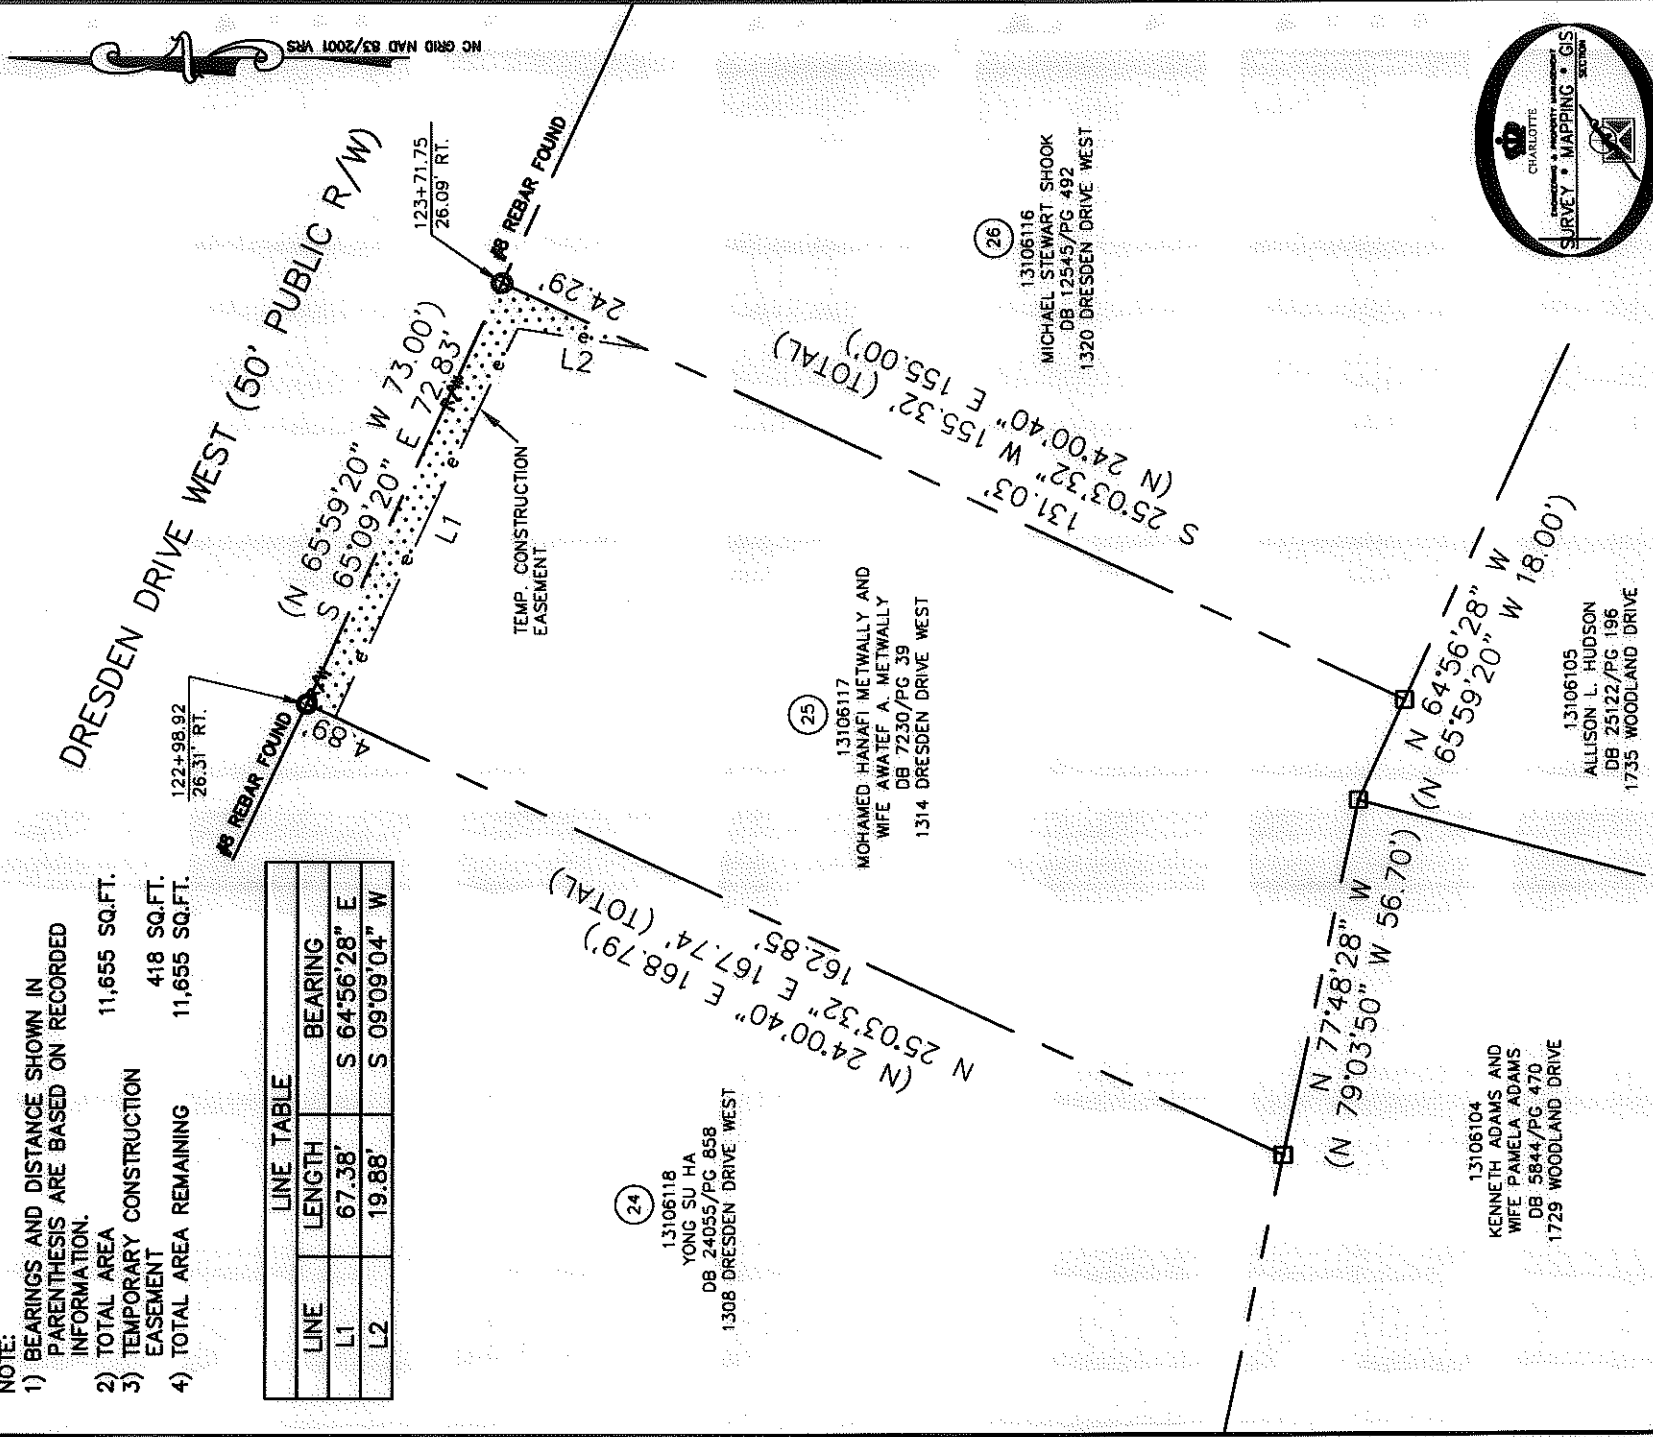 NOTE:
1) BEARINGS AND DISTANCE SHOWN IN
PARENTHESIS ARE BASED ON RECORDED
INFORMATION.
2) TOTAL AREA 11,655 SQ.FT.
3) TEMPORARY CONSTRUCTION
EASEMENT 418 SQ.FT.
4) TOTAL AREA REMAINING 11,655 SQ.FT.
LINE TABLE
LINE LENGTH BEARING
L1 67.38' S 64°56'28" E
L2 19.88' S 09°09'04" W
NC GRID NAD 83/2001 VRS
DRESDEN DRIVE WEST (50' PUBLIC R/W)
122+98.92
26.31' RT.
#8 REBAR FOUND
123+71.75
26.09' RT.
#8 REBAR FOUND
(N 65°59'20" W 73.00')
S 65°09'20" E 72.83'
R/W
R/W
e
e
e
e
e
L1
L2
4.89'
24.29'
TEMP. CONSTRUCTION
EASEMENT
131.03'
S 25°03'32" W 155.32' (TOTAL)
(N 24°00'40" E 155.00')
162.85'
N 25°03'32" E 167.74' (TOTAL)
(N 24°00'40" E 168.79')
24
13106118
YONG SU HA
DB 24055/PG 858
1308 DRESDEN DRIVE WEST
25
13106117
MOHAMED HANAFI METWALLY AND
WIFE AWATEF A. METWALLY
DB 7230/PG 39
1314 DRESDEN DRIVE WEST
26
13106116
MICHAEL STEWART SHOOK
DB 12545/PG 492
1320 DRESDEN DRIVE WEST
N 77°48'28" W
(N 79°03'50" W 56.70')
N 64°56'28" W
(N 65°59'20" W 18.00')
13106104
KENNETH ADAMS AND
WIFE PAMELA ADAMS
DB 5844/PG 470
1729 WOODLAND DRIVE
13106105
ALLISON L. HUDSON
DB 25122/PG 196
1735 WOODLAND DRIVE
CHARLOTTE
ENGINEERING & PROPERTY MANAGEMENT
SURVEY • MAPPING • GIS
SECTION